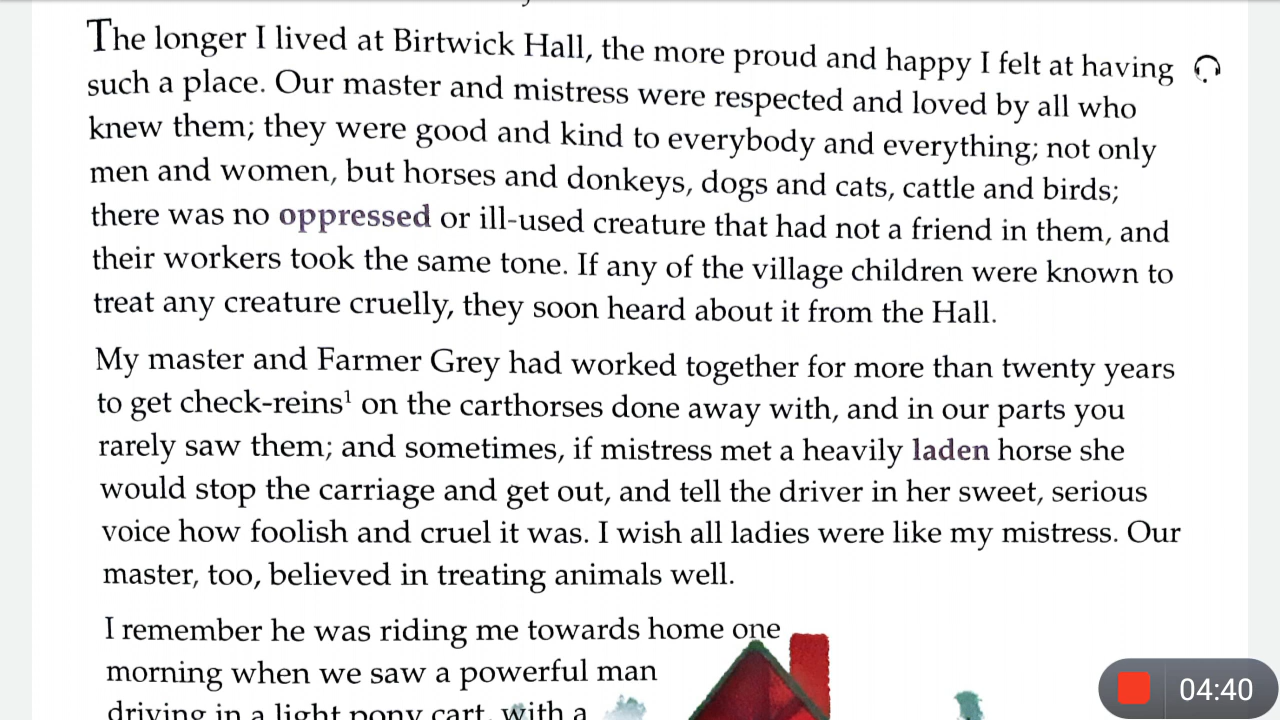 The longer I lived at Birtwick Hall, the more proud and happy I felt at having
such a place. Our master and mistress were respected and loved by all who
knew them; they were good and kind to everybody and everything; not only
men and women, but horses and donkeys, dogs and cats, cattle and birds;
there was no oppressed or ill-used creature that had not a friend in them, and
their workers took the same tone. If any of the village children were known to
treat any creature cruelly, they soon heard about it from the Hall.
My master and Farmer Grey had worked together for more than twenty years
to get check-reins¹ on the carthorses done away with, and in our parts you
rarely saw them; and sometimes, if mistress met a heavily laden horse she
would stop the carriage and get out, and tell the driver in her sweet, serious
voice how foolish and cruel it was. I wish all ladies were like my mistress. Our
master, too, believed in treating animals well.
I remember he was riding me towards home one
morning when we saw a powerful man
driving in a light pony cart, with a
04:40